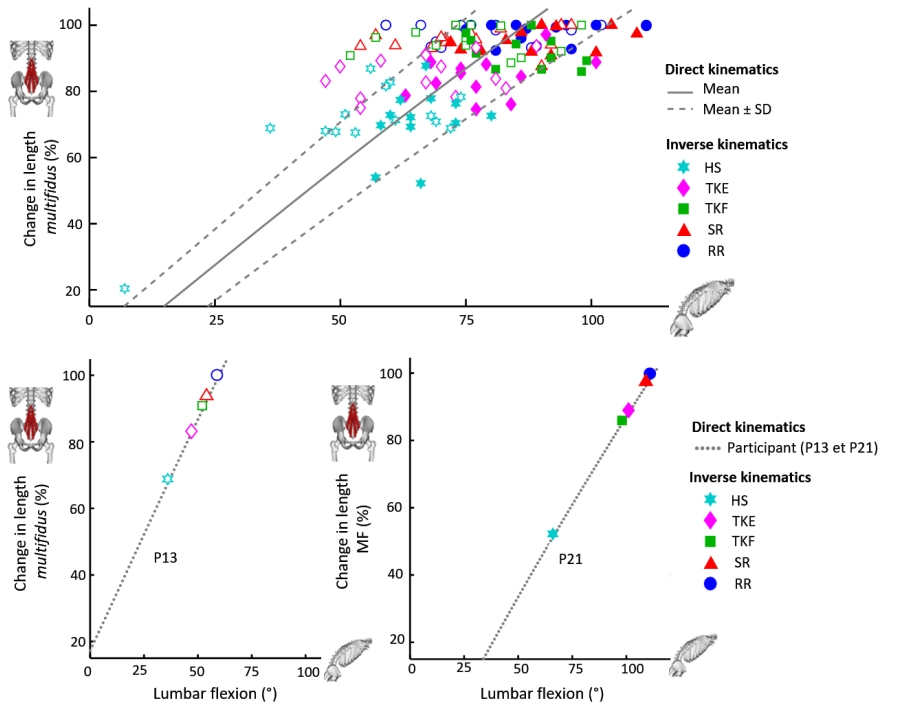 100
80
60
40
20
Change in length
multifidus (%)
0
25
50
75
100
Direct kinematics
Mean
Mean ± SD
Inverse kinematics
HS
TKE
TKF
SR
RR
100
80
60
40
20
Change in length
multifidus (%)
P13
0
25
50
75
100
Lumbar flexion (°)
100
80
60
40
20
Change in length
MF (%)
P21
0
25
50
75
100
Lumbar flexion (°)
Direct kinematics
Participant (P13 et P21)
Inverse kinematics
HS
TKE
TKF
SR
RR